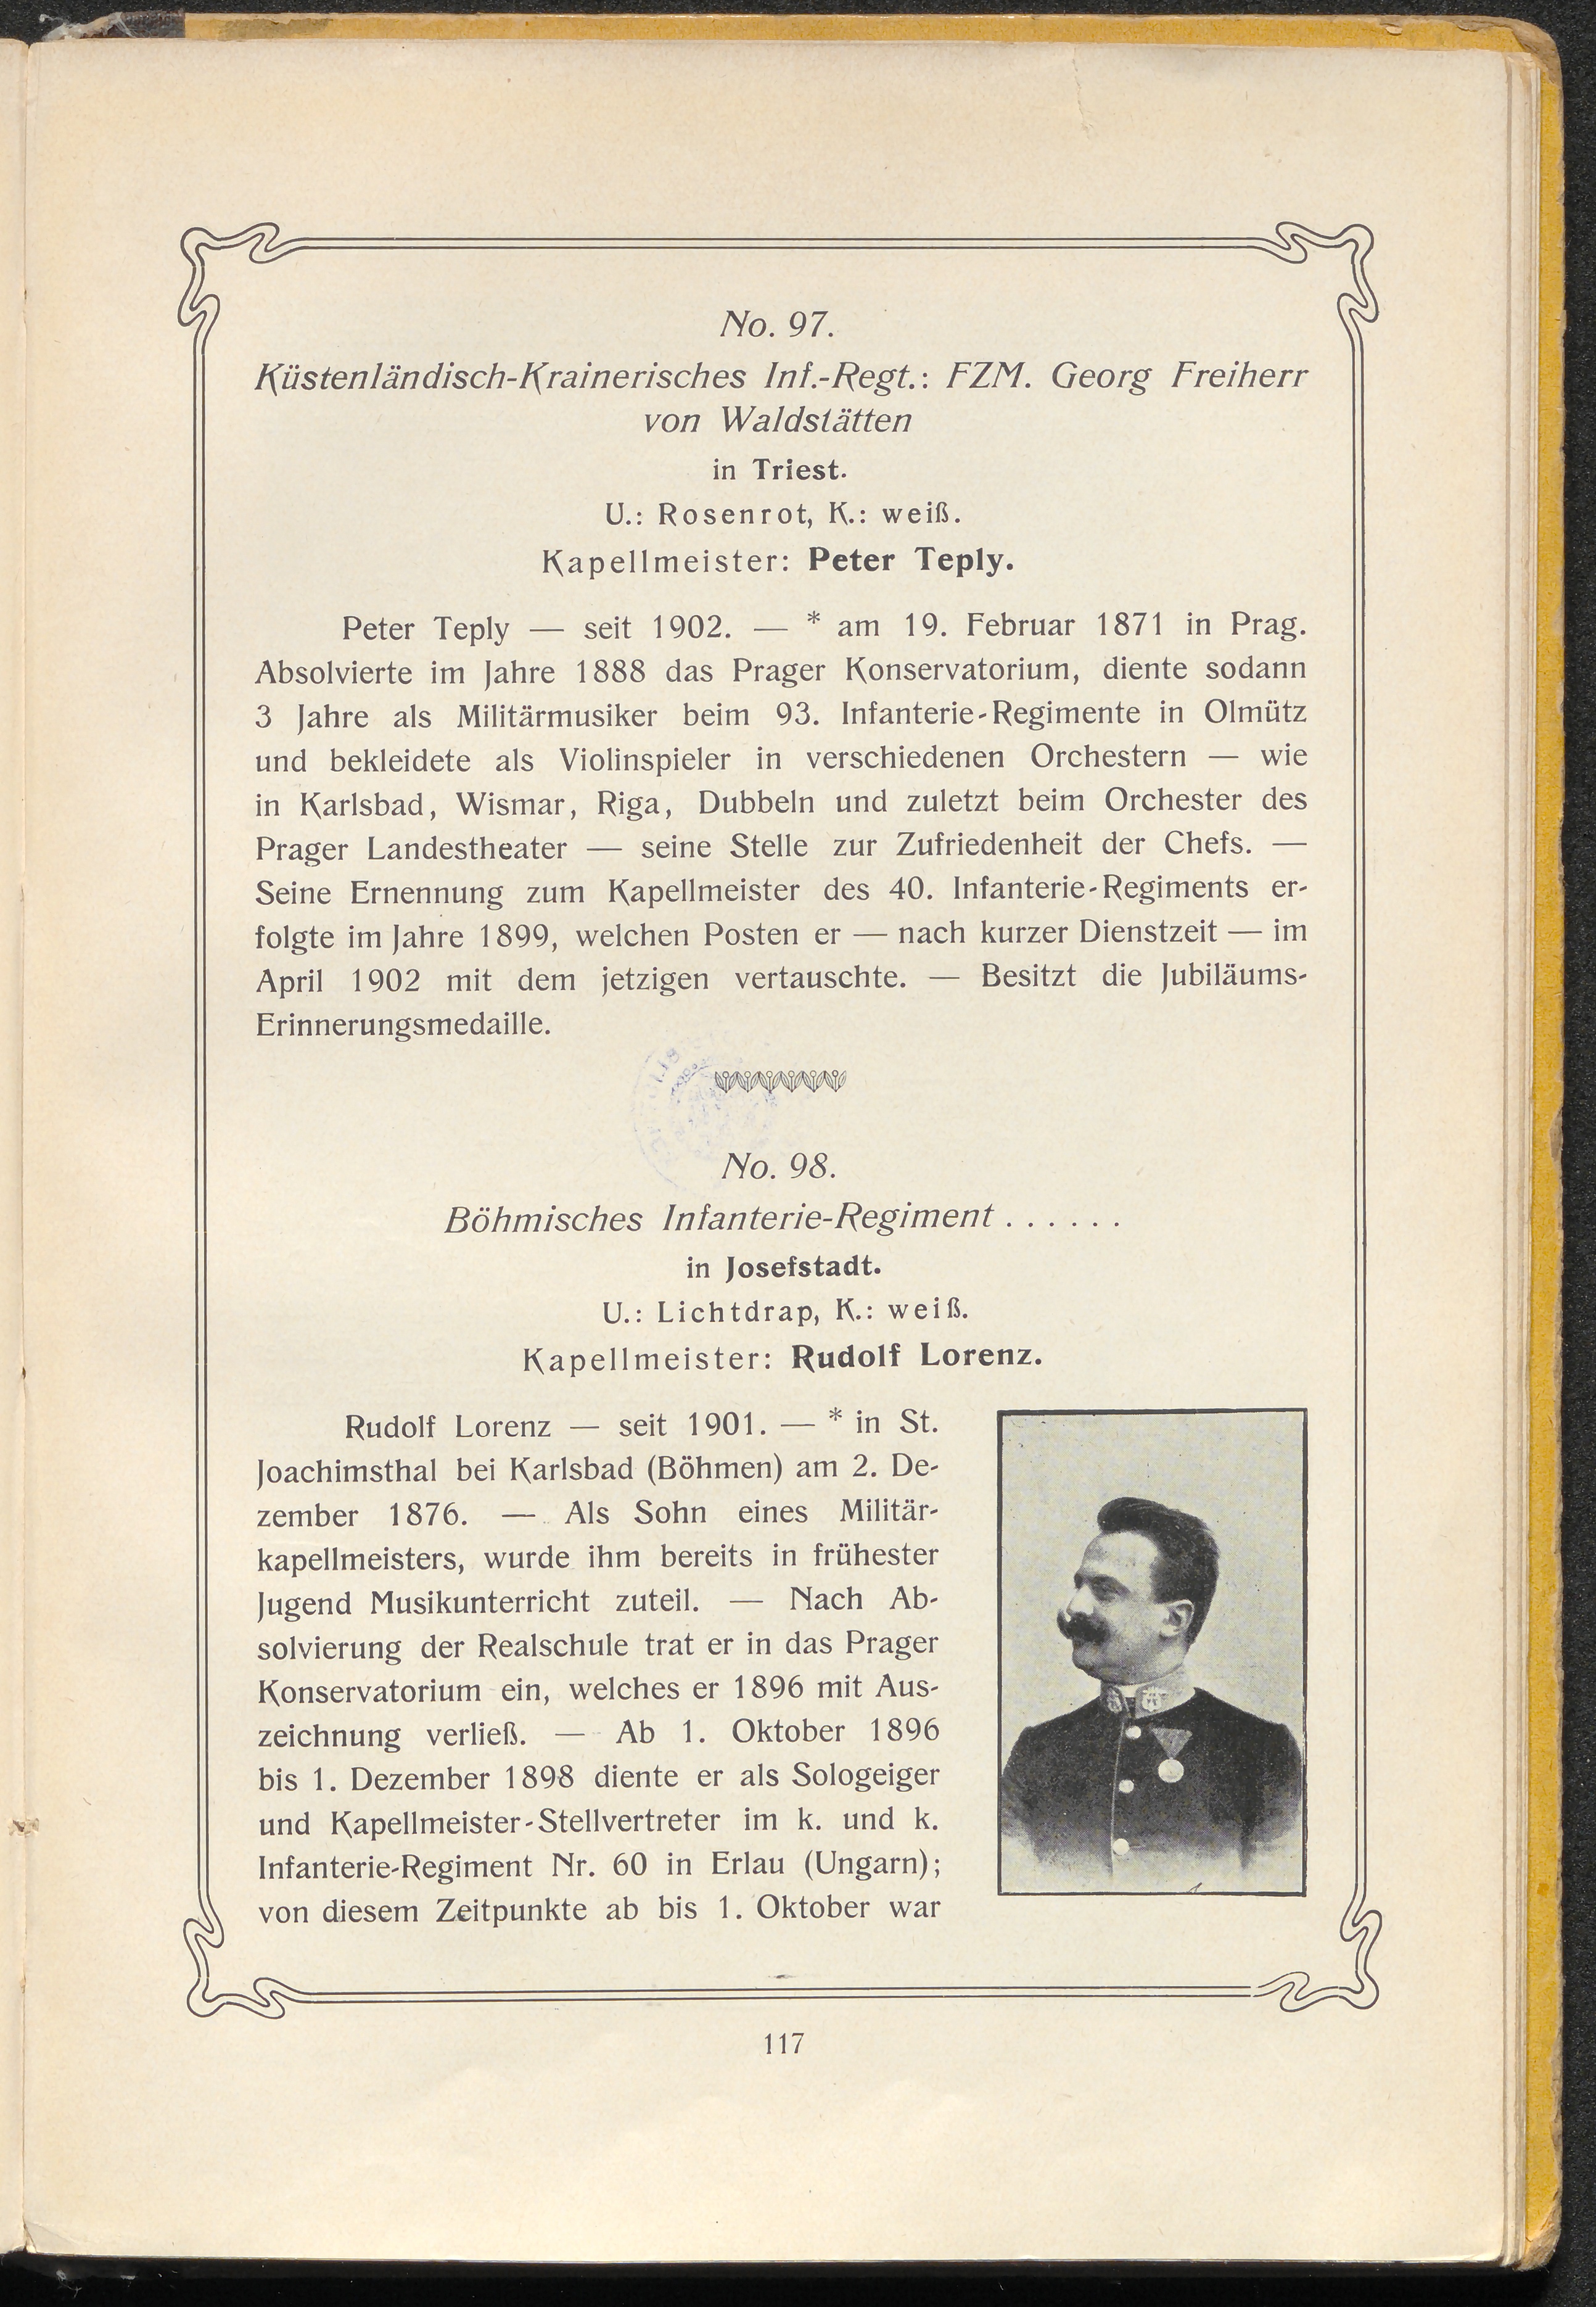 No. 97.
Küstenländisch-Krainerisches Inf.-Regt.: FZM. Georg Freiherr
von Waldstätten
in Triest.
U.: Rosenrot, K.: weiß.
Kapellmeister: Peter Teply.
Peter Teply — seit 1902. — * am 19. Februar 1871 in Prag.
Absolvierte im Jahre 1888 das Prager Konservatorium, diente sodann
3 Jahre als Militärmusiker beim 93. Infanterie-Regimente in Olmütz
und bekleidete als Violinspieler in verschiedenen Orchestern — wie
in Karlsbad, Wismar, Riga, Dubbeln und zuletzt beim Orchester des
Prager Landestheater — seine Stelle zur Zufriedenheit der Chefs. —
Seine Ernennung zum Kapellmeister des 40. Infanterie-Regiments er-
folgte im Jahre 1899, welchen Posten er — nach kurzer Dienstzeit — im
April 1902 mit dem jetzigen vertauschte. — Besitzt die Jubiläums-
Erinnerungsmedaille.
No. 98.
Böhmisches Infanterie-Regiment . . . . . .
in Josefstadt.
U.: Lichtdrap, K.: weiß.
Kapellmeister: Rudolf Lorenz.
Rudolf Lorenz — seit 1901. — * in St.
Joachimsthal bei Karlsbad (Böhmen) am 2. De-
zember 1876. — Als Sohn eines Militär-
kapellmeisters, wurde ihm bereits in frühester
Jugend Musikunterricht zuteil. — Nach Ab-
solvierung der Realschule trat er in das Prager
Konservatorium ein, welches er 1896 mit Aus-
zeichnung verließ. — Ab 1. Oktober 1896
bis 1. Dezember 1898 diente er als Sologeiger
und Kapellmeister-Stellvertreter im k. und k.
Infanterie-Regiment Nr. 60 in Erlau (Ungarn);
von diesem Zeitpunkte ab bis 1. Oktober war
117